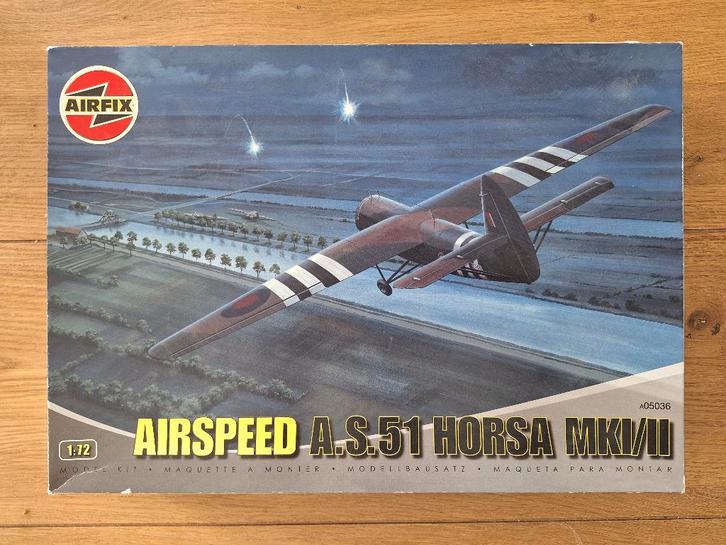 AIRFIX
A05036
AIRSPEED A.S.51 HORSA MKI/II
1:72
MODEL KIT • MAQUETTE A MONTER • MODELLBAUSATZ • MAQUETA PARA MONTAR